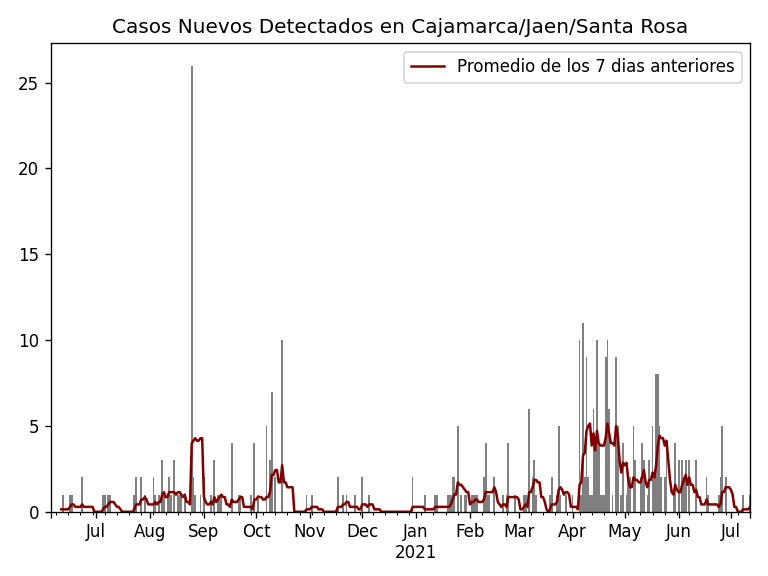 Casos Nuevos Detectados en Cajamarca/Jaen/Santa Rosa
Promedio de los 7 dias anteriores
25
20
15
10
5
0
Jul Aug Sep Oct Nov Dec Jan Feb Mar Apr May Jun Jul
2021